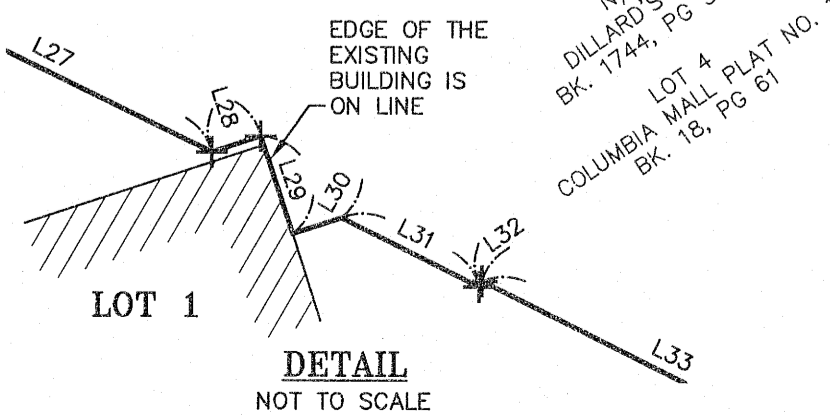 L27
L28
EDGE OF THE
EXISTING
BUILDING IS
ON LINE
L29
L30
L31
L32
L33
LOT 1
DILLARD'S
BK. 1744, PG
LOT 4
COLUMBIA MALL PLAT NO.
BK. 18, PG 61
DETAIL
NOT TO SCALE